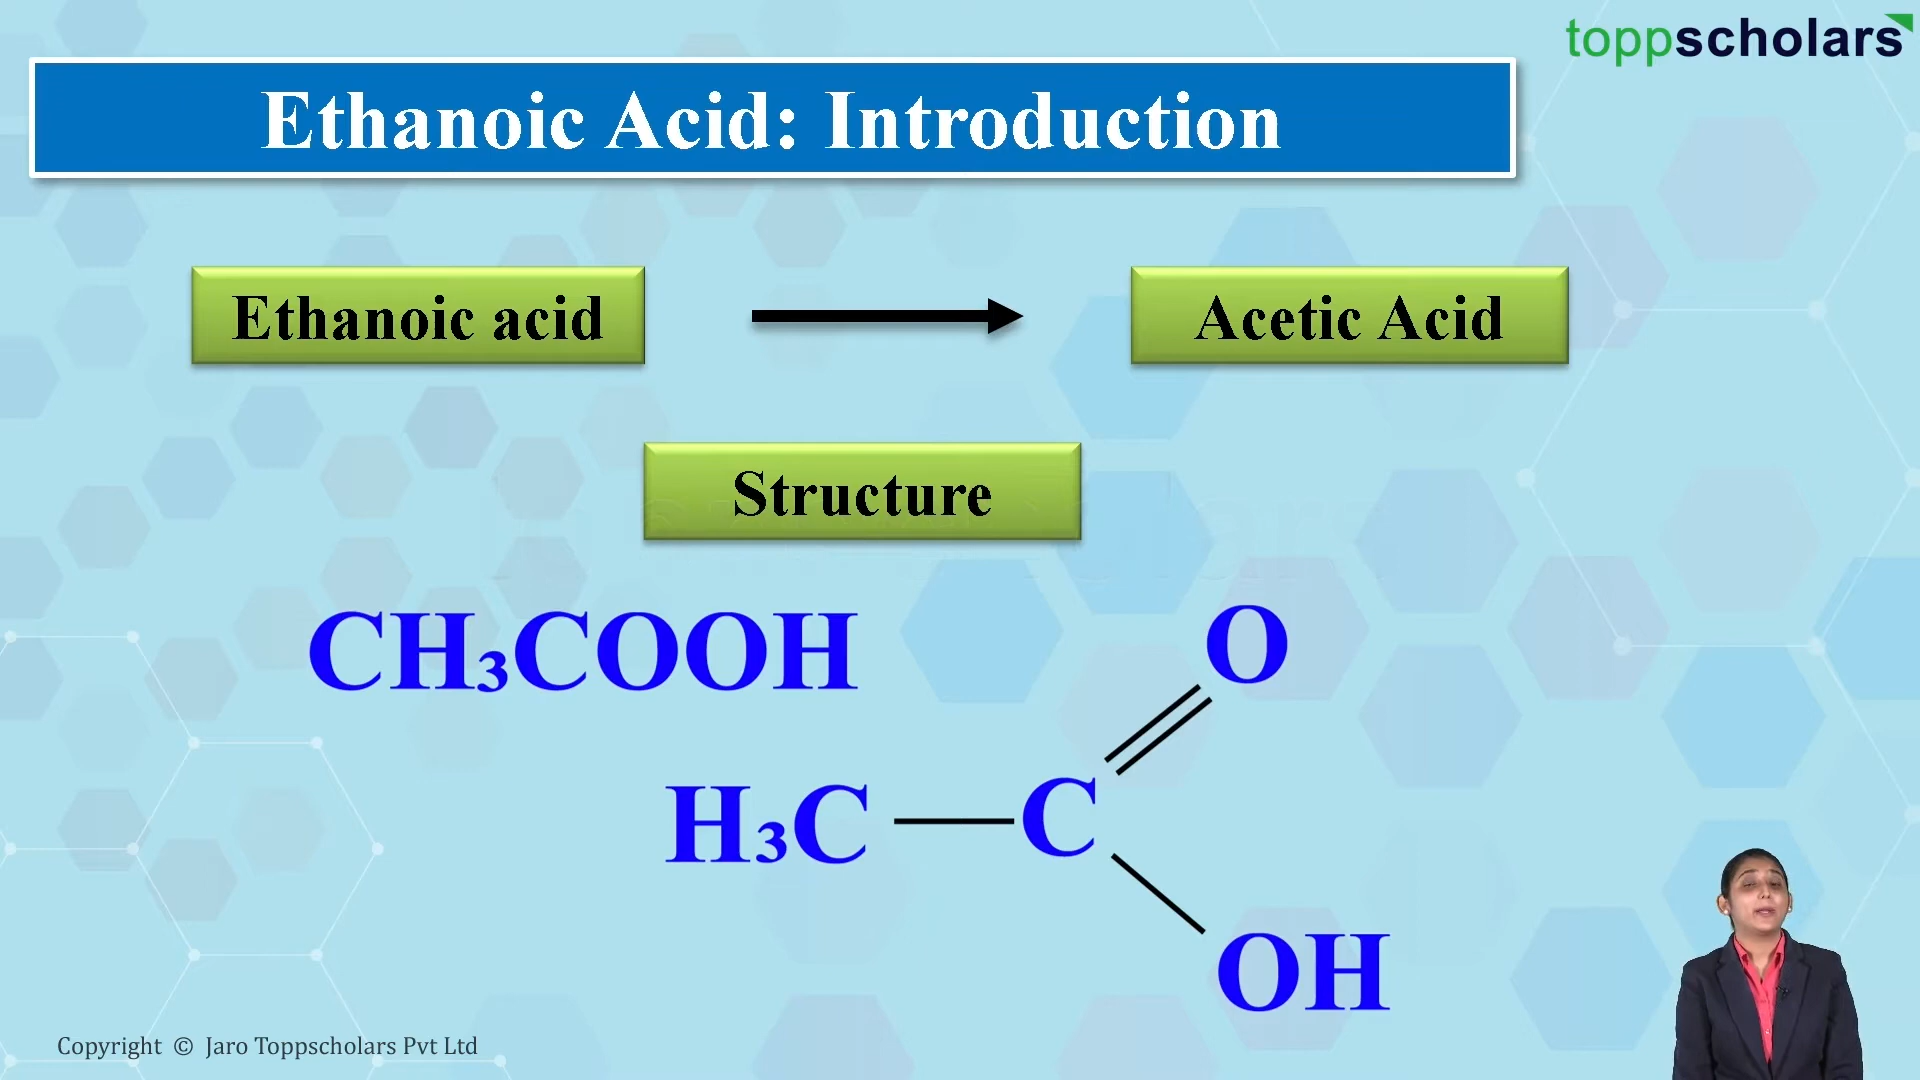 toppscholars
Ethanoic Acid: Introduction
Ethanoic acid
Acetic Acid
Structure
CH₃COOH
O
H₃C
C
OH
Copyright © Jaro Toppscholars Pvt Ltd